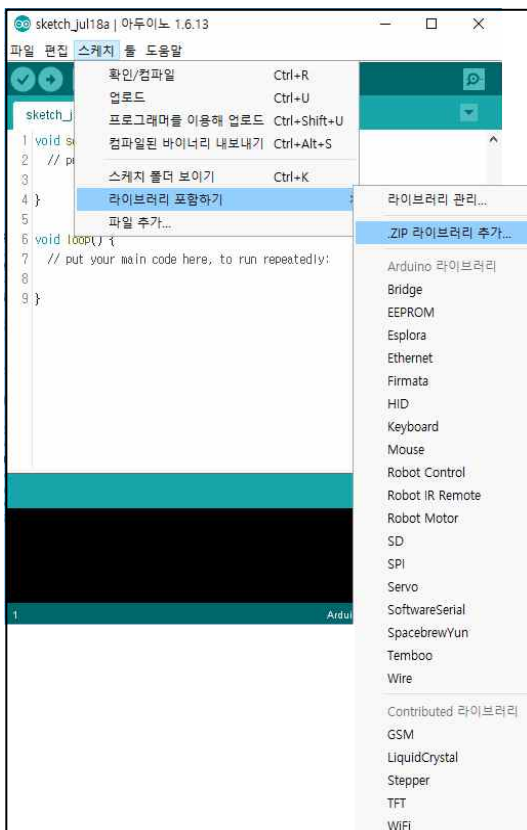 sketch_jul18a | 아두이노 1.6.13
파일 편집 스케치 툴 도움말
확인/컴파일 Ctrl+R
업로드 Ctrl+U
프로그래머를 이용해 업로드 Ctrl+Shift+U
컴파일된 바이너리 내보내기 Ctrl+Alt+S
스케치 폴더 보이기 Ctrl+K
라이브러리 포함하기
파일 추가...
sketch_j
1 void se
2 // p
3
4 }
5
6 void loop() {
7 // put your main code here, to run repeatedly:
8
9 }
라이브러리 관리...
.ZIP 라이브러리 추가...
Arduino 라이브러리
Bridge
EEPROM
Esplora
Ethernet
Firmata
HID
Keyboard
Mouse
Robot Control
Robot IR Remote
Robot Motor
SD
SPI
Servo
SoftwareSerial
SpacebrewYun
Temboo
Wire
Contributed 라이브러리
GSM
LiquidCrystal
Stepper
TFT
WiFi
1 Ardui